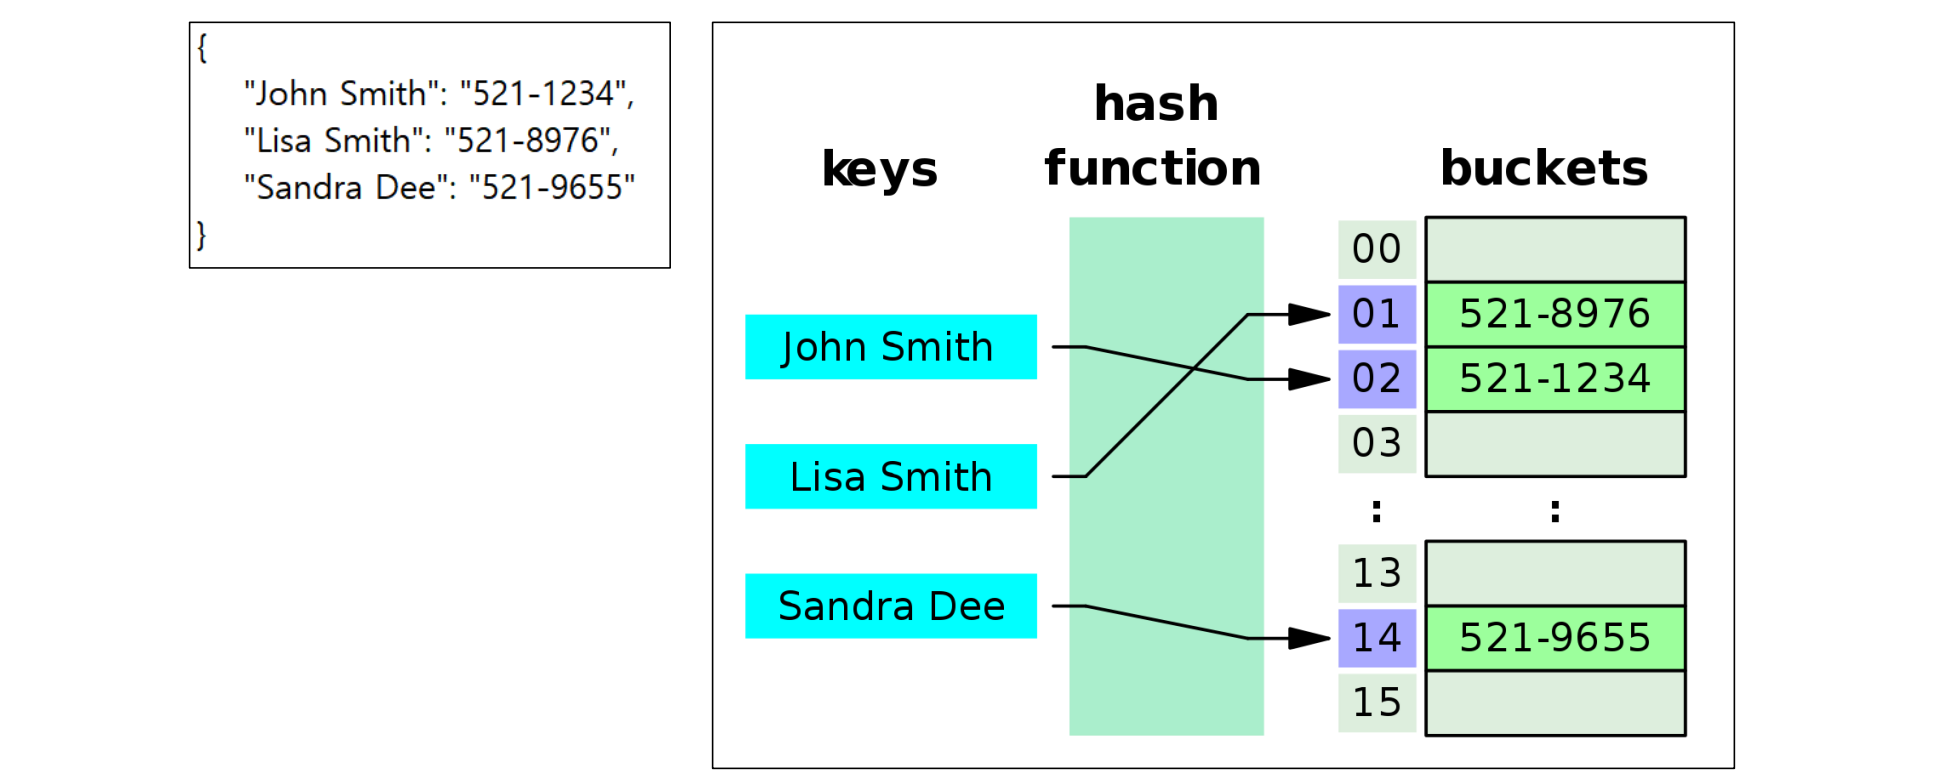 {
"John Smith": "521-1234",
"Lisa Smith": "521-8976",
"Sandra Dee": "521-9655"
}
keys
hash
function
buckets
John Smith
Lisa Smith
Sandra Dee
00
01 521-8976
02 521-1234
03
: :
13
14 521-9655
15